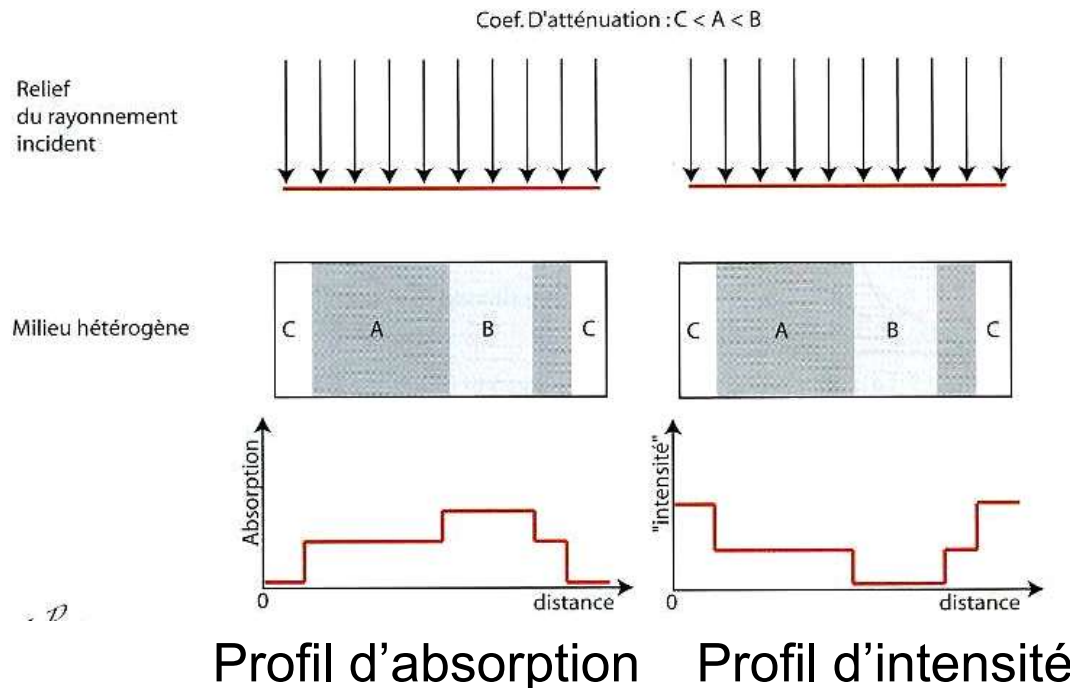 Coef. D'atténuation : C < A < B
Relief
du rayonnement
incident
Milieu hétérogène
C A B C
C A B C
Absorption
0 distance
"intensité"
0 distance
Profil d'absorption
Profil d'intensité